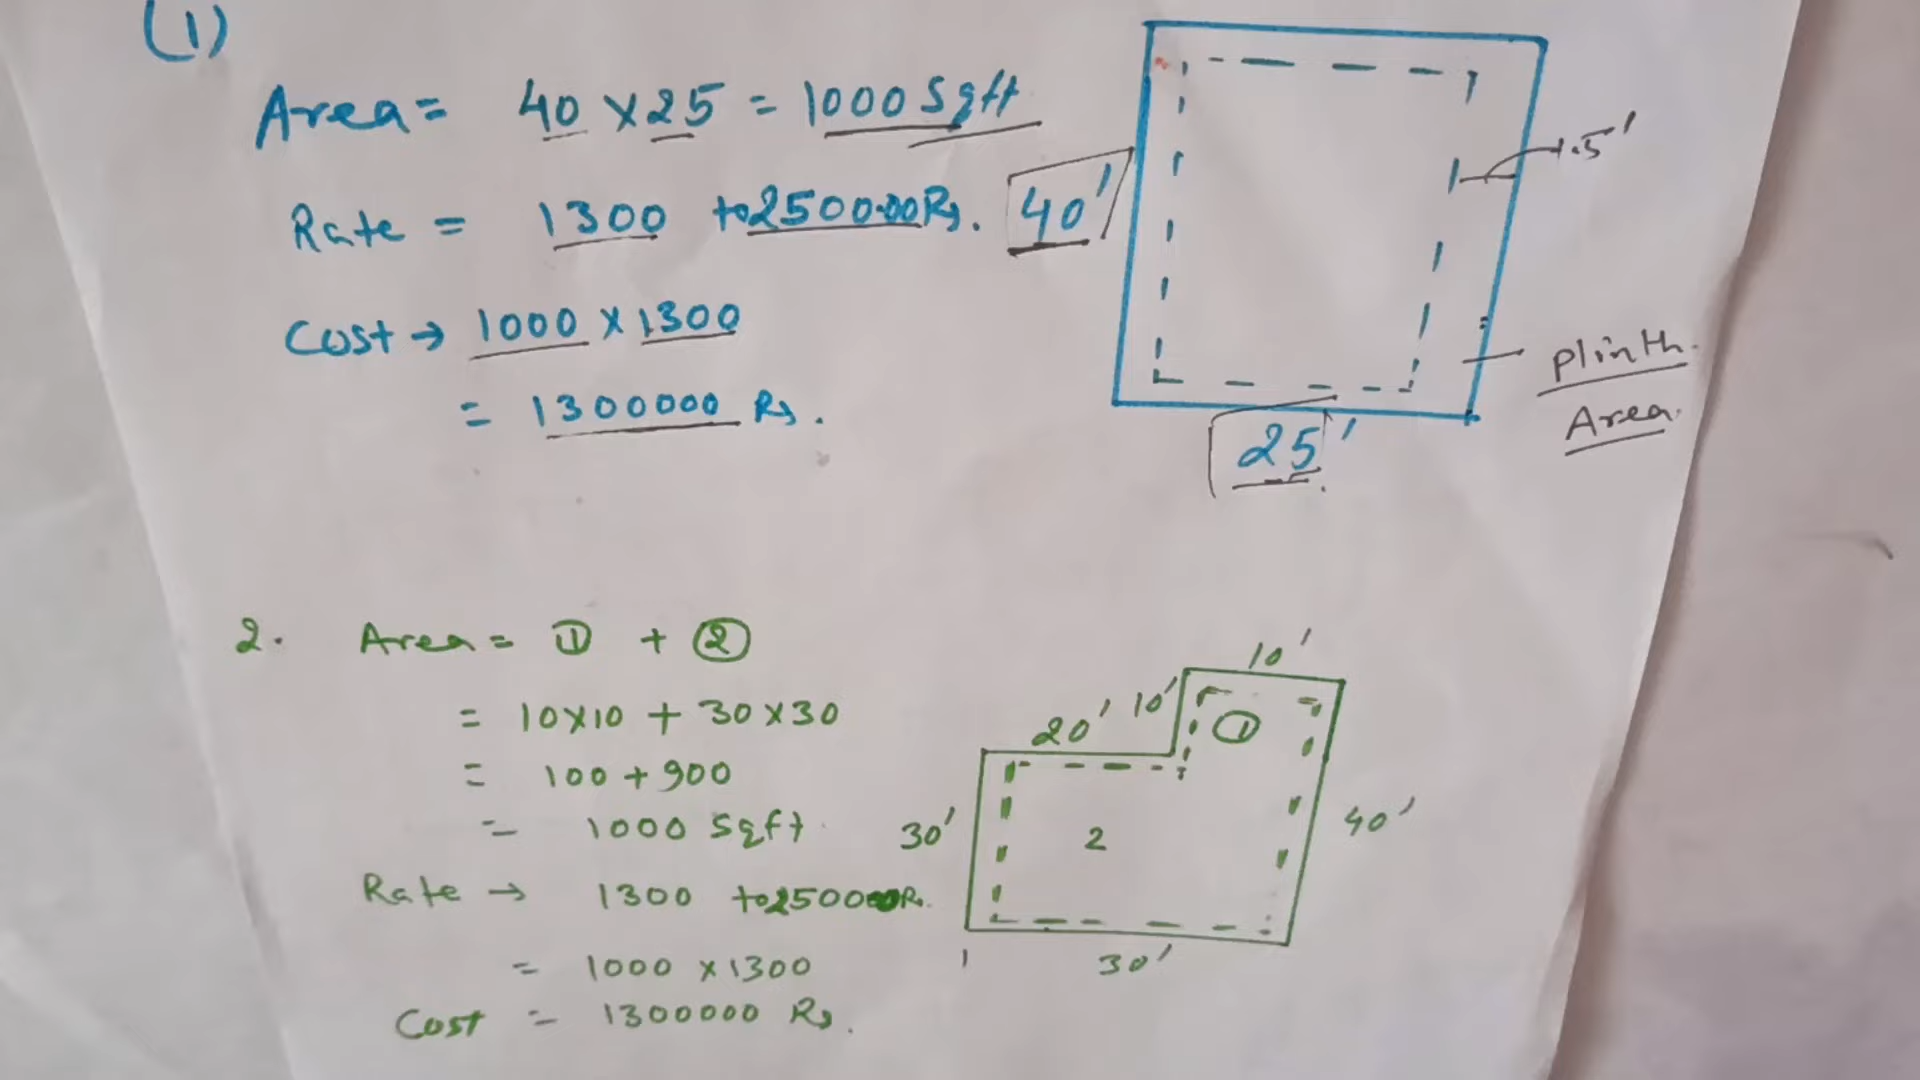 (1)
Area = 40 x 25 = 1000 Sqft
Rate = 1300 to 2500.00 Rs.
Cost → 1000 x 1300
= 1300000 Rs.
40'
1.5'
Plinth
Area
25'
2. Area = ① + ②
= 10x10 + 30x30
= 100 + 900
= 1000 Sqft
Rate → 1300 to 2500 Rs.
= 1000 x 1300
Cost = 1300000 Rs.
10'
20' 10'
①
30'
2
40'
30'